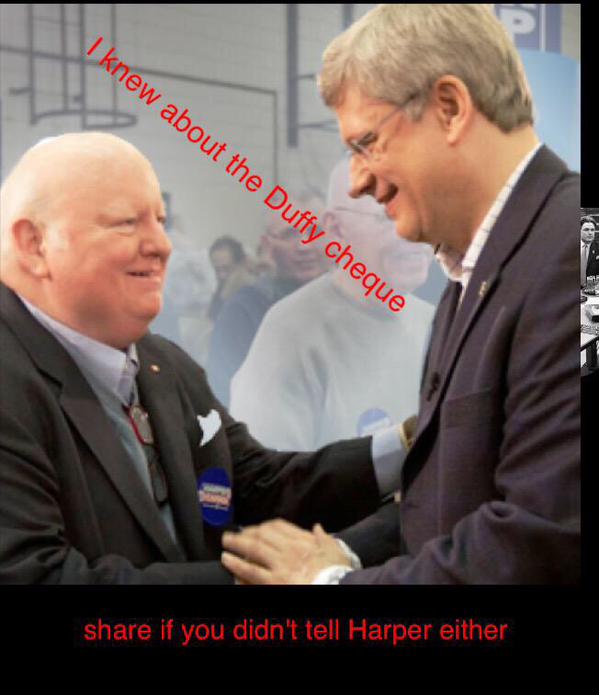 I knew about the Duffy cheque
share if you didn't tell Harper either